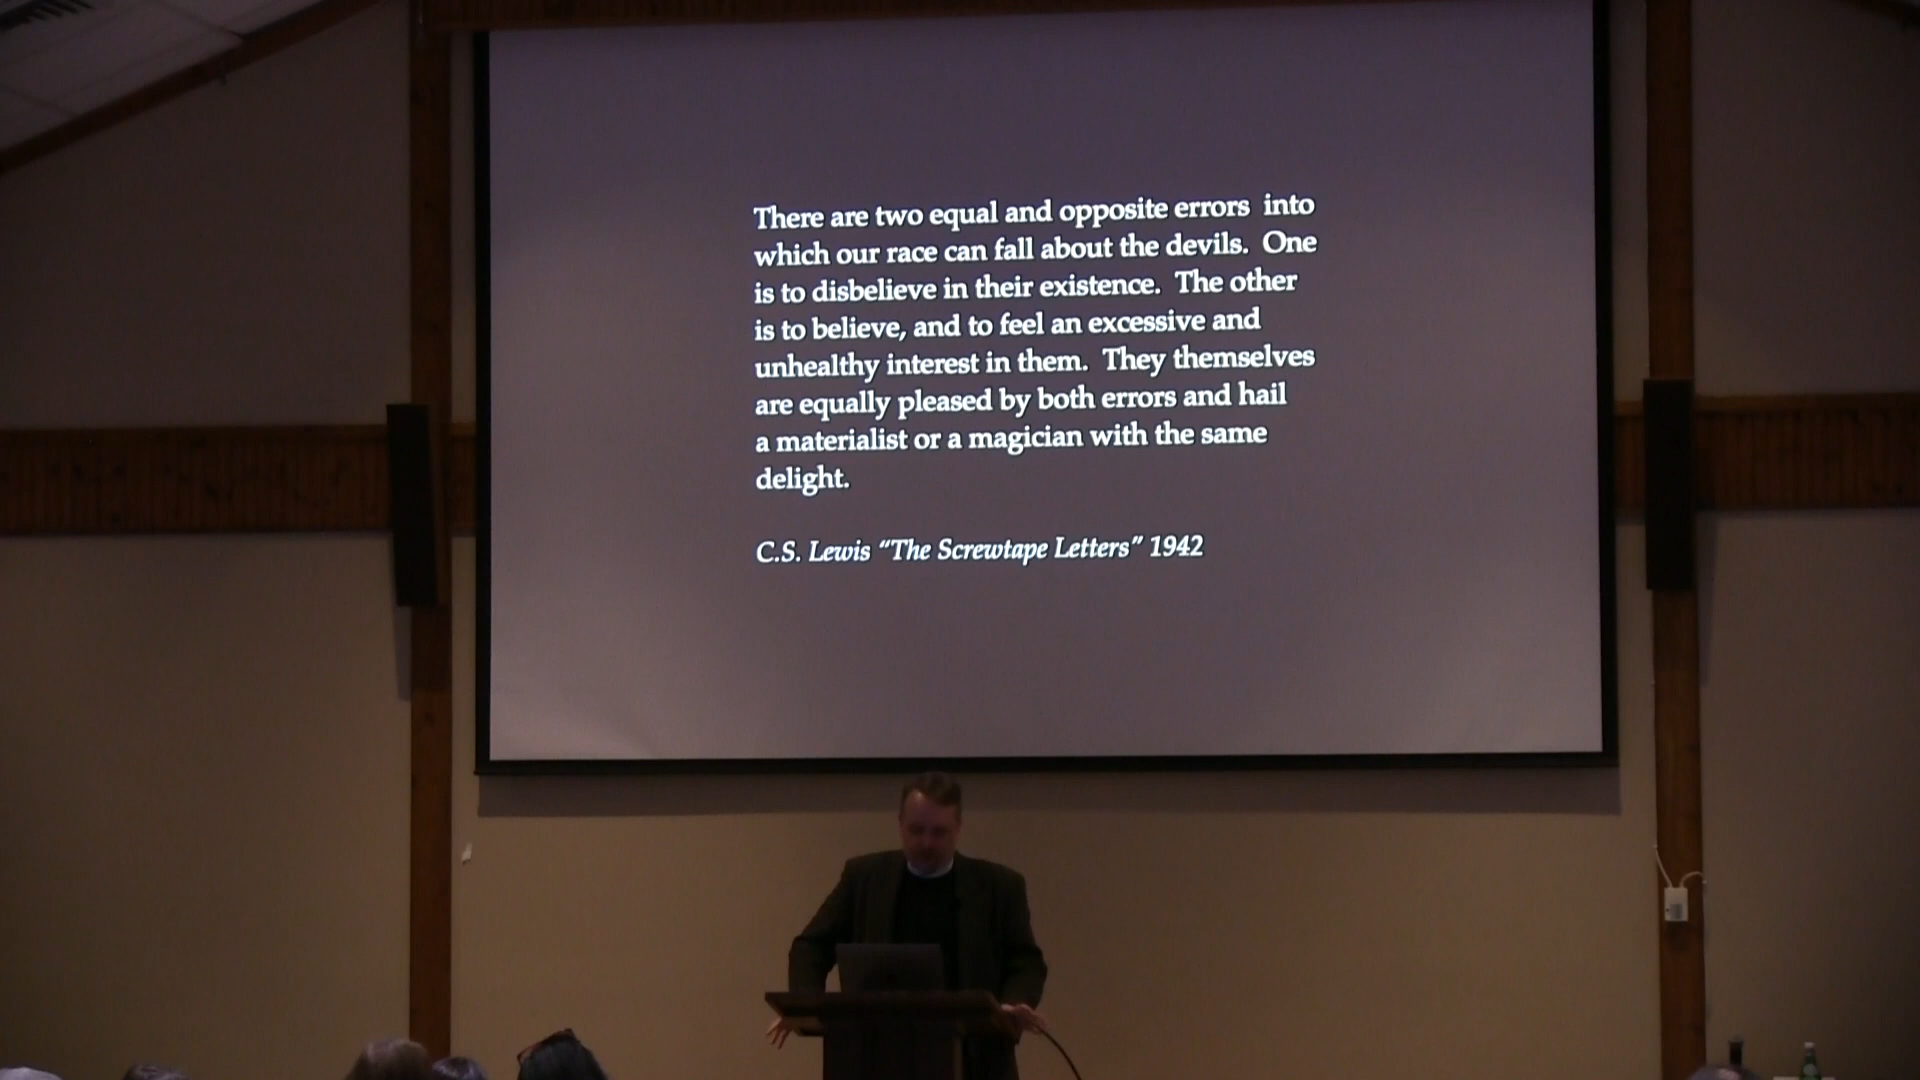 There are two equal and opposite errors into
which our race can fall about the devils. One
is to disbelieve in their existence. The other
is to believe, and to feel an excessive and
unhealthy interest in them. They themselves
are equally pleased by both errors and hail
a materialist or a magician with the same
delight.
C.S. Lewis “The Screwtape Letters” 1942